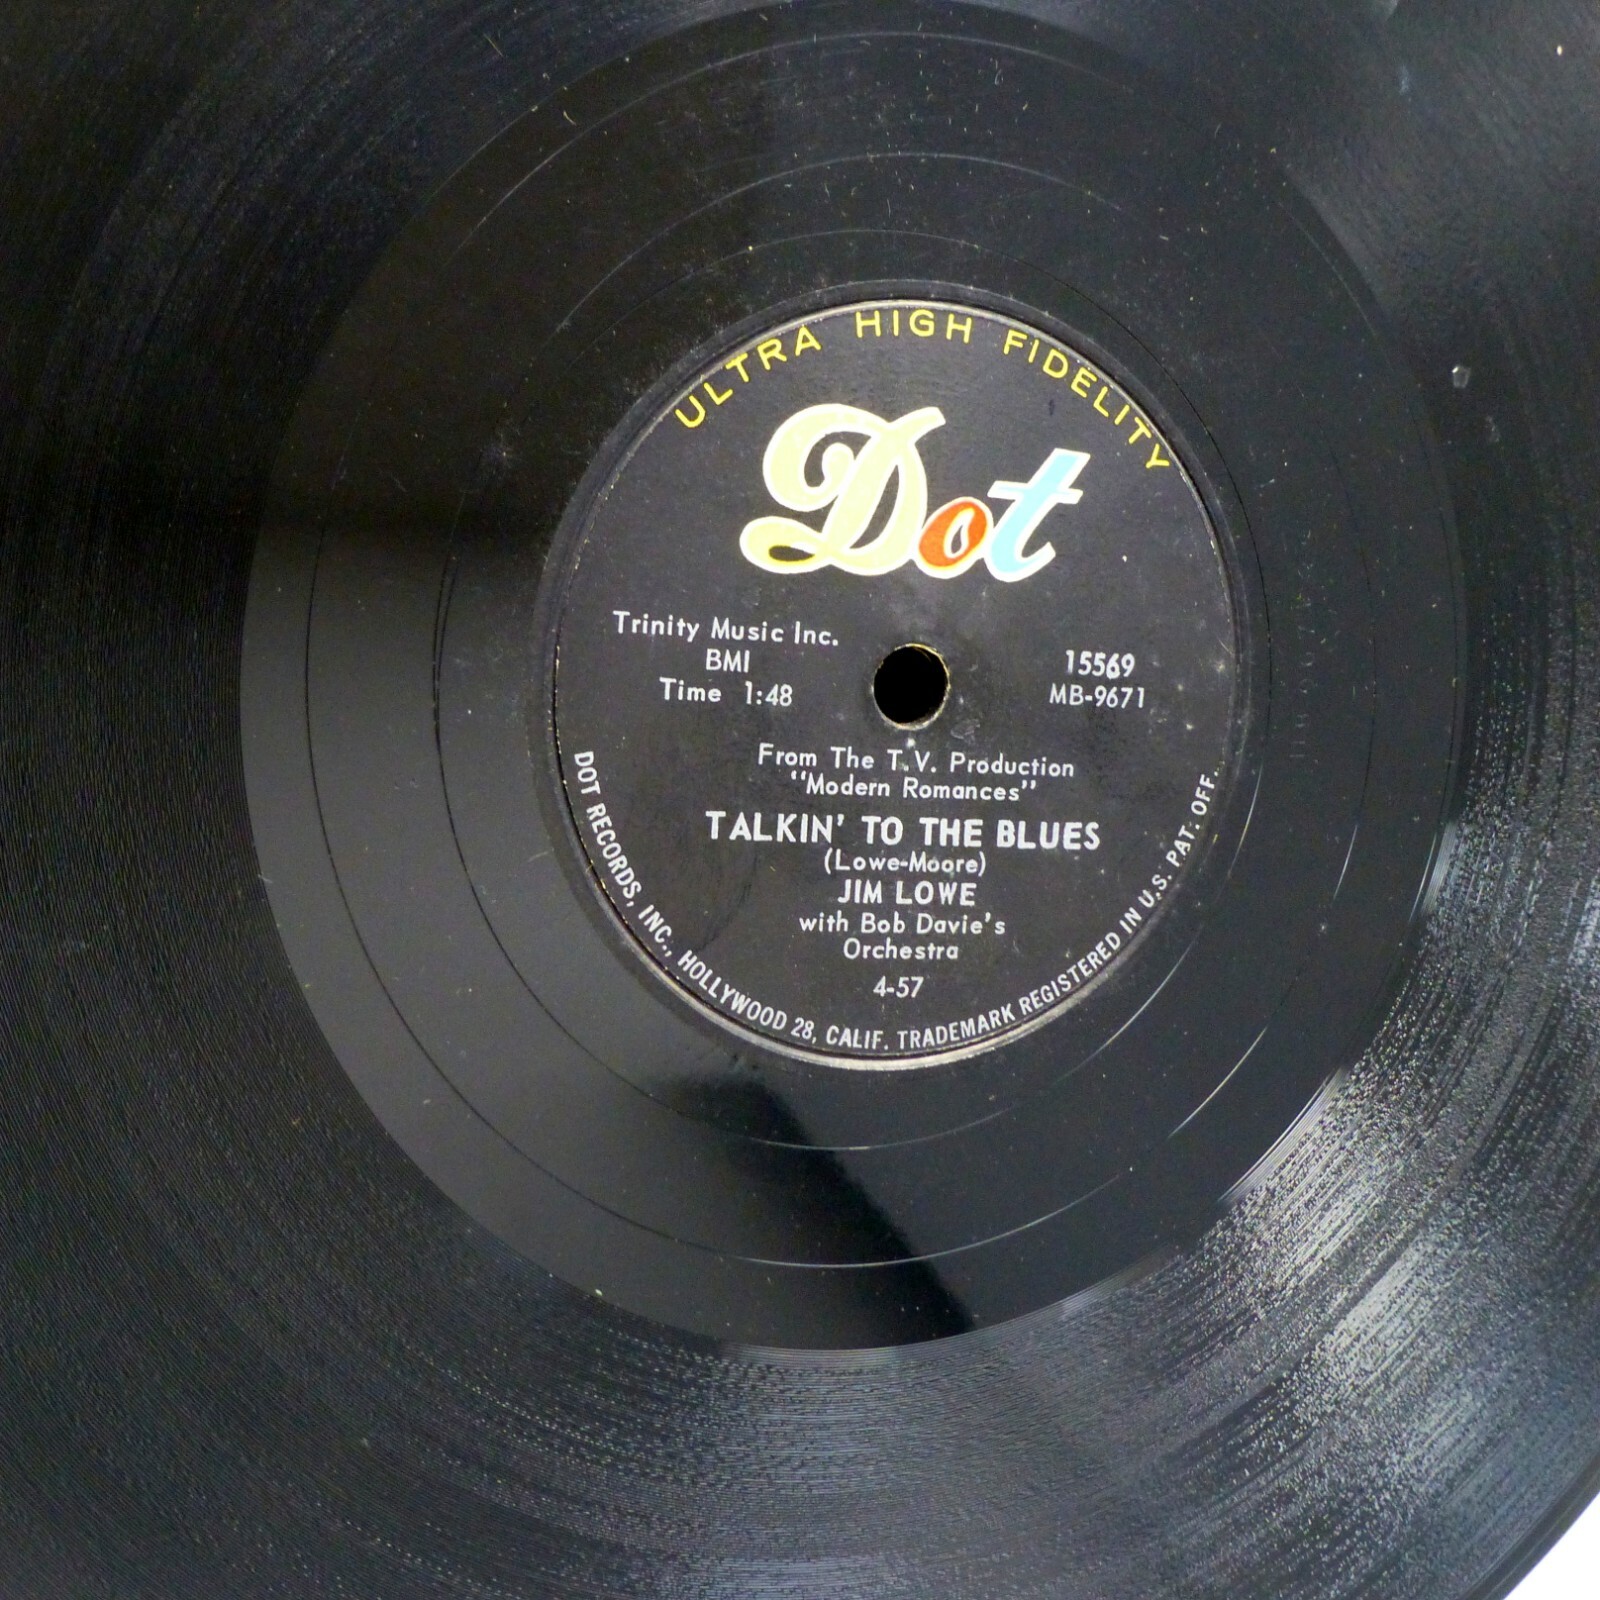 ULTRA HIGH FIDELITY
Dot
Trinity Music Inc.
BMI
Time 1:48
15569
MB-9671
From The T.V. Production
"Modern Romances"
TALKIN' TO THE BLUES
(Lowe-Moore)
JIM LOWE
with Bob Davie's
Orchestra
4-57
DOT RECORDS, INC., HOLLYWOOD 28, CALIF. TRADEMARK REGISTERED IN U.S. PAT. OFF.